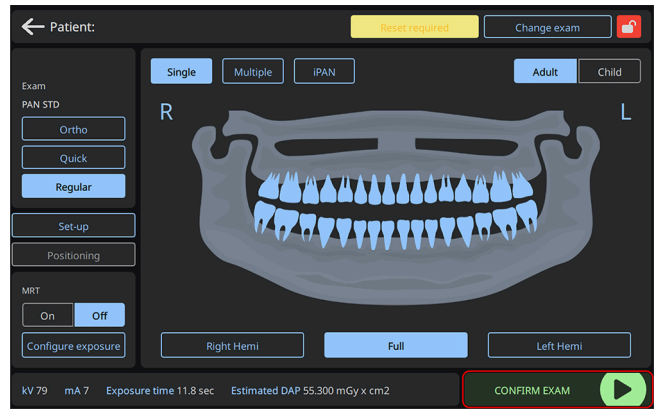 Patient:
Reset required
Change exam
Exam
PAN STD
Ortho
Quick
Regular
Set-up
Positioning
MRT
On Off
Configure exposure
Single Multiple iPAN
Adult Child
R L
Right Hemi Full Left Hemi
kV 79 mA 7 Exposure time 11.8 sec Estimated DAP 55.300 mGy x cm2
CONFIRM EXAM